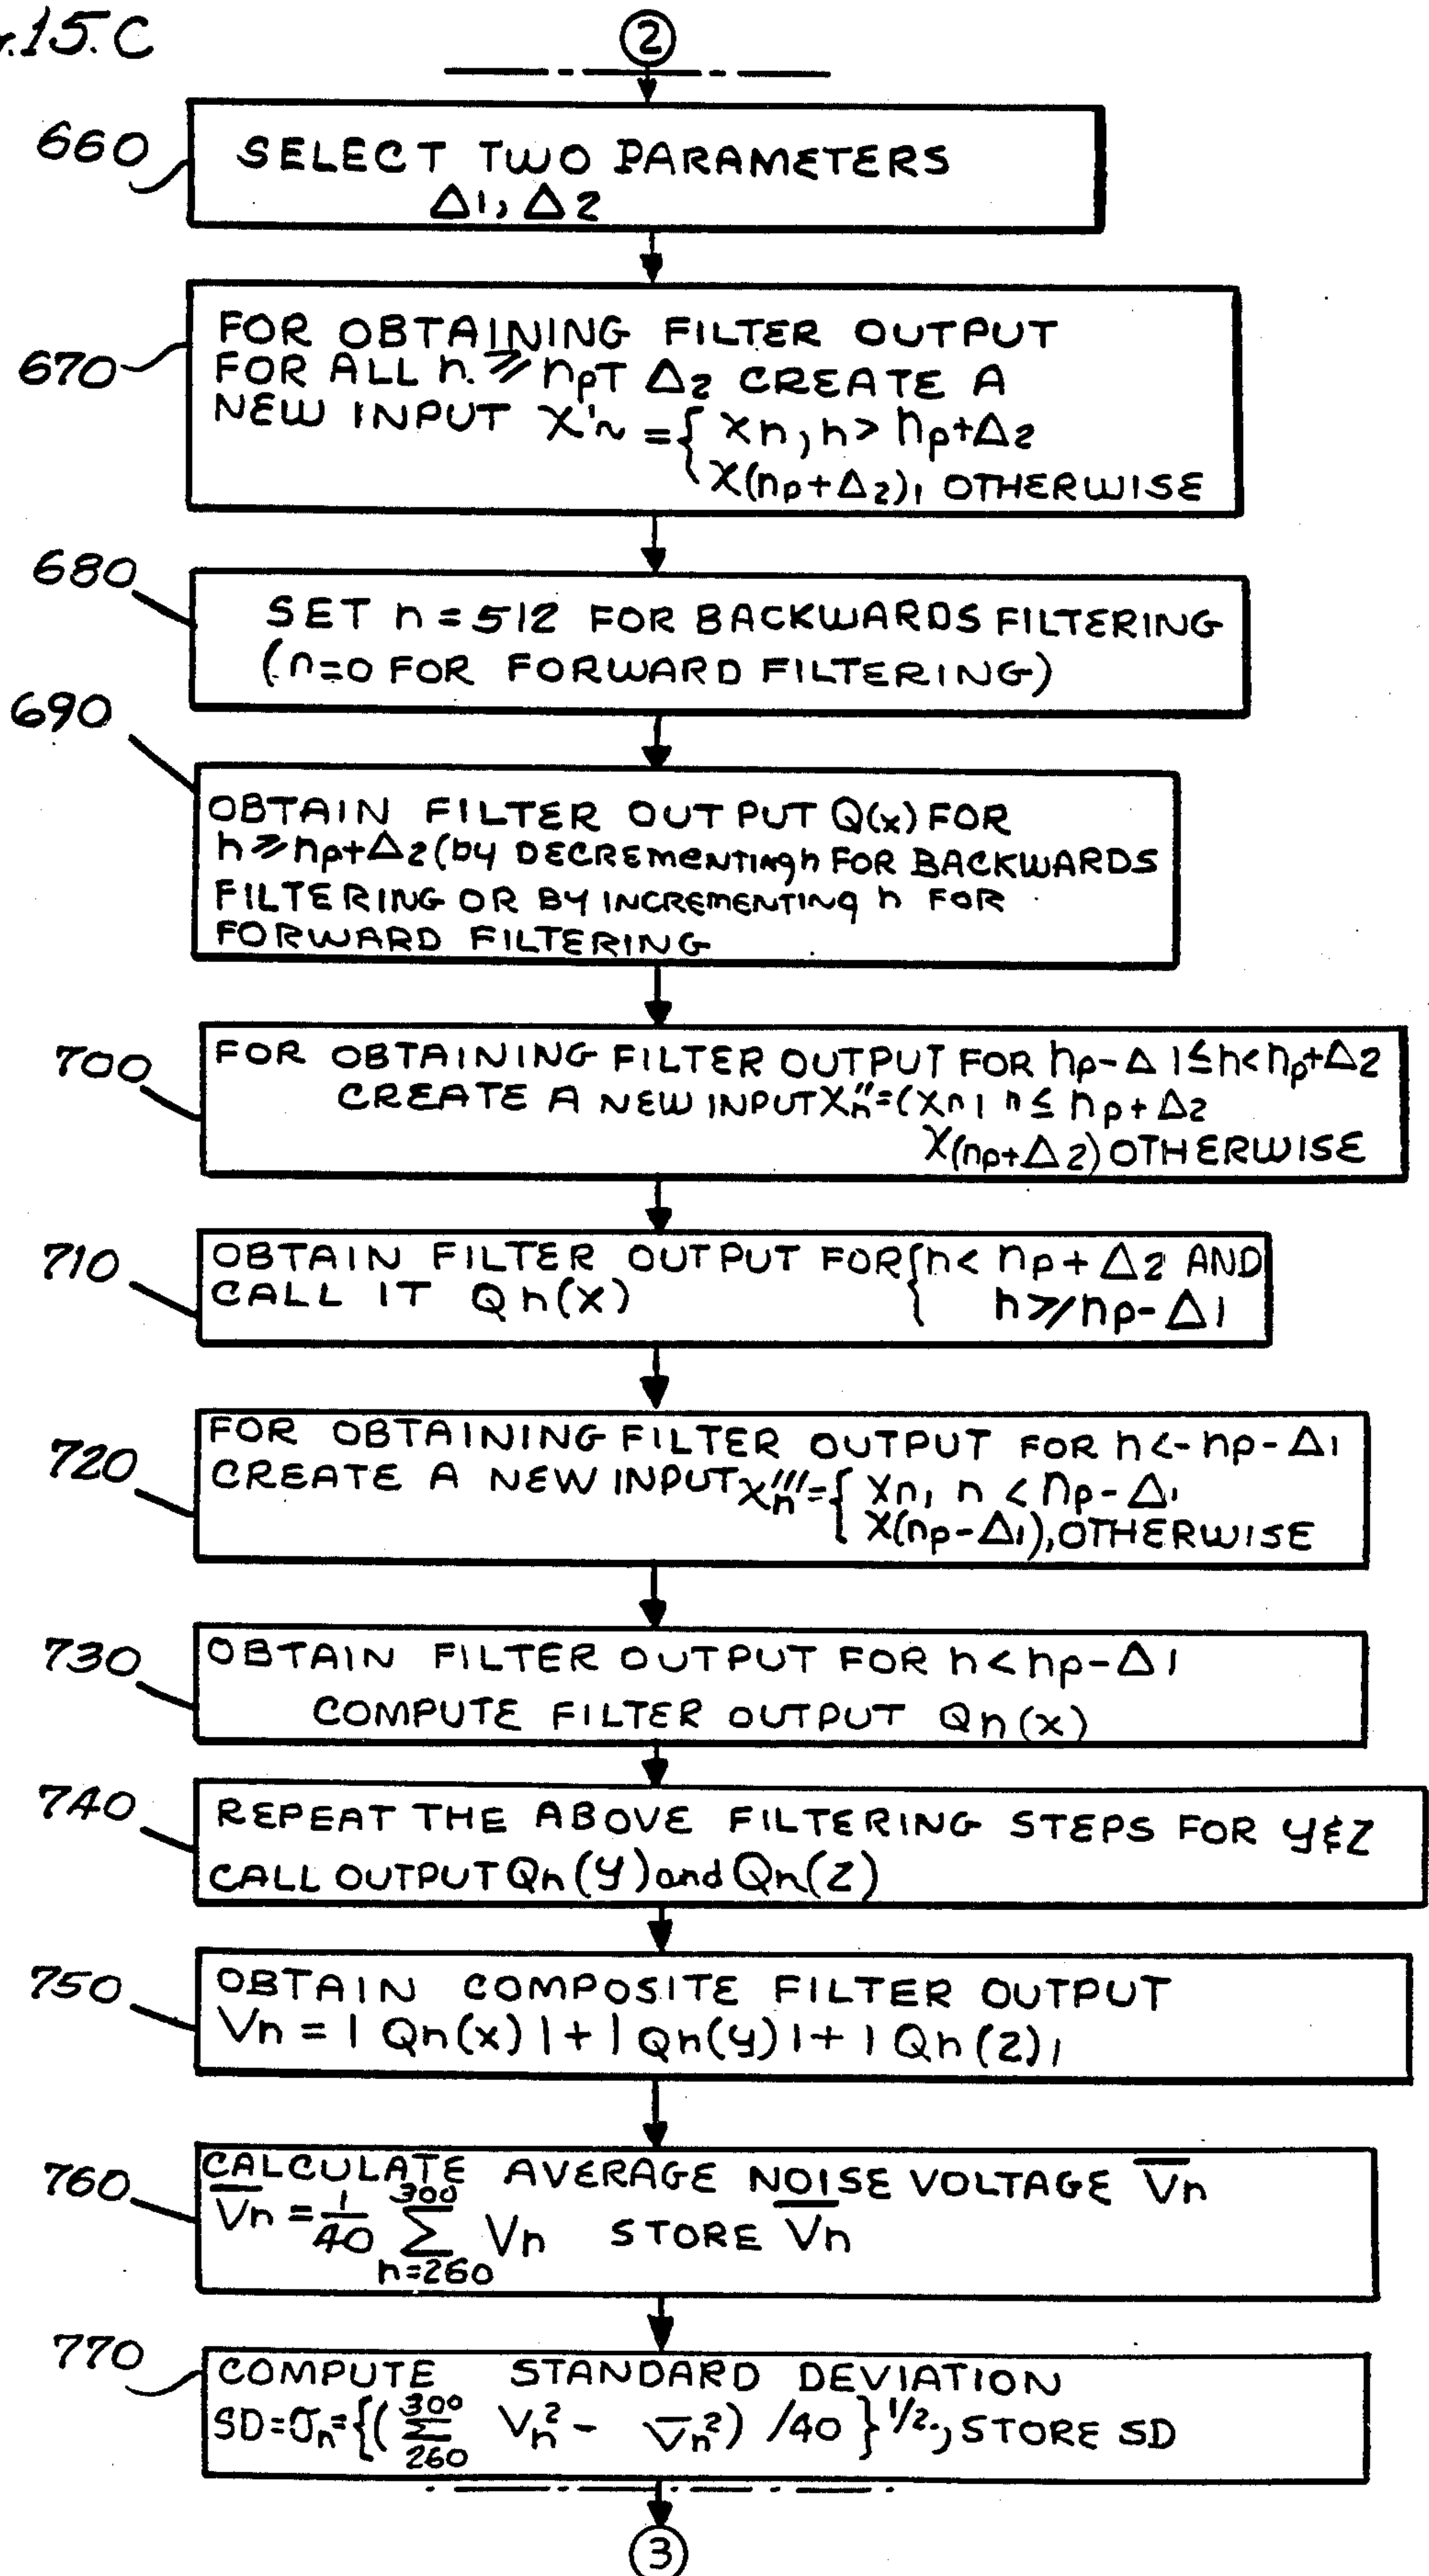 .15.C
2
660
SELECT TWO PARAMETERS
Δ1, Δ2
670
FOR OBTAINING FILTER OUTPUT
FOR ALL n. ≥ npT Δ2 CREATE A
NEW INPUT X'~ = { xn, n > np+Δ2
X(np+Δ2), OTHERWISE
680
SET n = 512 FOR BACKWARDS FILTERING
(n=0 FOR FORWARD FILTERING)
690
OBTAIN FILTER OUTPUT Q(x) FOR
n ≥ np+Δ2 (by DECREMENTING n FOR BACKWARDS
FILTERING OR BY INCREMENTING n FOR
FORWARD FILTERING
700
FOR OBTAINING FILTER OUTPUT FOR np-Δ1≤n<np+Δ2
CREATE A NEW INPUT Xn''=(xn, n ≤ np+Δ2
X(np+Δ2) OTHERWISE
710
OBTAIN FILTER OUTPUT FOR { n < np+Δ2 AND
CALL IT Qn(x) n ≥ np-Δ1
720
FOR OBTAINING FILTER OUTPUT FOR n <- np-Δ1
CREATE A NEW INPUT Xn''' = { xn, n < np-Δ1
X(np-Δ1), OTHERWISE
730
OBTAIN FILTER OUTPUT FOR n < np-Δ1
COMPUTE FILTER OUTPUT Qn(x)
740
REPEAT THE ABOVE FILTERING STEPS FOR y&z
CALL OUTPUT Qn(y) and Qn(z)
750
OBTAIN COMPOSITE FILTER OUTPUT
Vn = | Qn(x) | + | Qn(y) | + | Qn(z) |
760
CALCULATE AVERAGE NOISE VOLTAGE V̅n
V̅n = 1/40 300 Σ n=260 Vn STORE V̅n
770
COMPUTE STANDARD DEVIATION
SD=σn={( 300 Σ 260 Vn² - V̅n²) /40 }^1/2., STORE SD
3